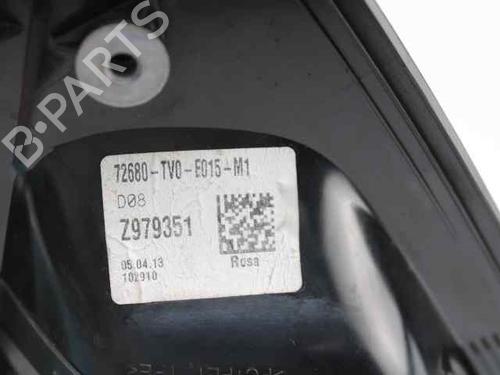 B-PARTS
72680-TV0-E015-M1
D08
Z979351
05.04.13
102910
Rosa